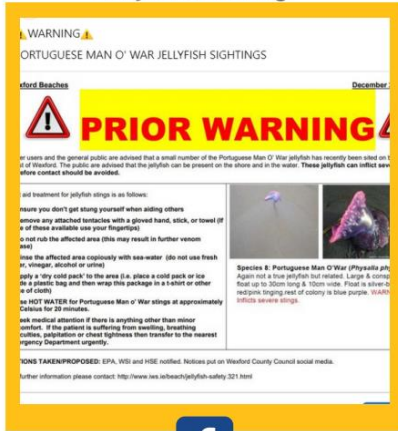 WARNING
ORTUGUESE MAN O' WAR JELLYFISH SIGHTINGS
xford Beaches
December
PRIOR WARNING
er users and the general public are advised that a small number of the Portuguese Man O' War jellyfish has recently been sited on
st of Wexford. The public are advised that the jellyfish can be present on the shore and in the water. These jellyfish can inflict
efore contact should be avoided.
aid treatment for jellyfish stings is as follows:
nsure you don't get stung yourself when aiding others
emove any attached tentacles with a gloved hand, stick, or towel (if
e of these available use your fingertips)
o not rub the affected area (this may result in further venom
ase)
nse the affected area copiously with sea-water (do not use fresh
er, vinegar, alcohol or urine)
pply a 'dry cold pack' to the area (i.e. place a cold pack or ice
de a plastic bag and then wrap this package in a t-shirt or other
e of cloth)
se HOT WATER for Portuguese Man o' War stings at approximately
Celsius for 20 minutes.
eek medical attention if there is anything other than minor
omfort. If the patient is suffering from swelling, breathing
culties, palpitation or chest tightness then transfer to the nearest
ergency Department urgently.
Species 8: Portuguese Man O'War (Physalia
Again not a true jellyfish but related. Large &
float up to 30cm long & 10cm wide. Float is
red/pink tinging rest of colony is blue purple.
Inflicts severe stings.
IONS TAKEN/PROPOSED: EPA, WSI and HSE notified. Notices put on Wexford County Council social media.
urther information please contact: http://www.iws.ie/beach/jellyfish-safety.321.html